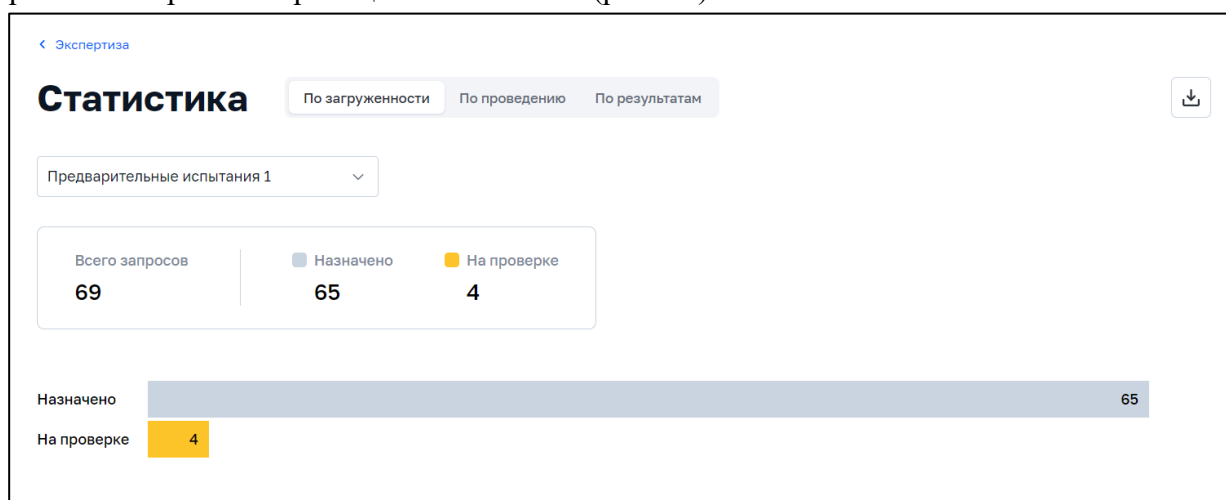 Экспертиза
Статистика
По загруженности По проведению По результатам
Предварительные испытания 1
Всего запросов Назначено На проверке
69 65 4
Назначено 65
На проверке 4